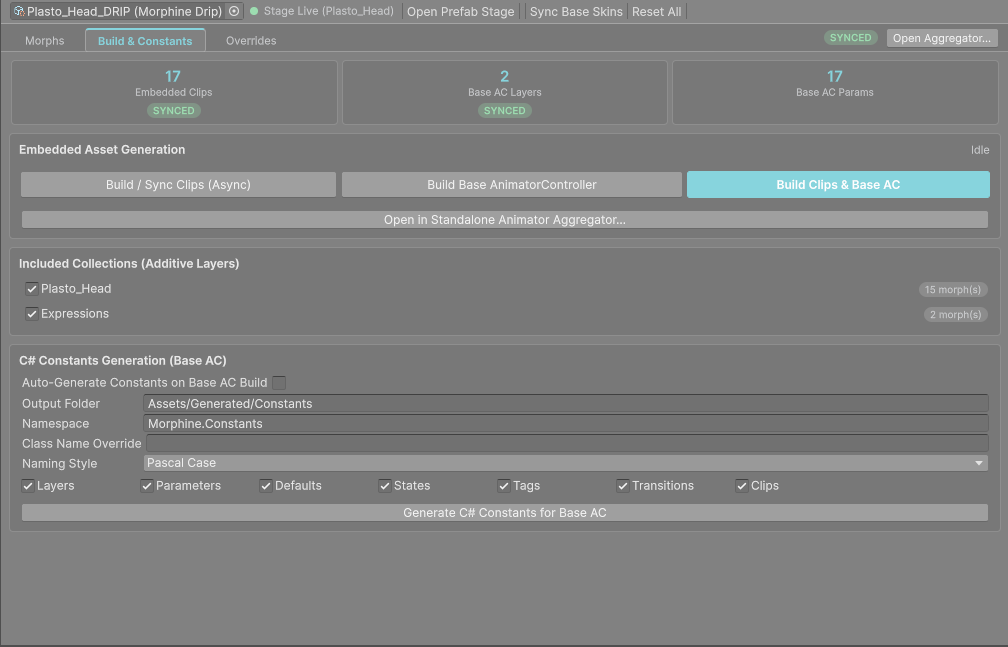 Plasto_Head_DRIP (Morphine Drip) Stage Live (Plasto_Head) Open Prefab Stage Sync Base Skins Reset All
Morphs Build & Constants Overrides SYNCED Open Aggregator...
17 2 17
Embedded Clips Base AC Layers Base AC Params
SYNCED SYNCED
Embedded Asset Generation Idle
Build / Sync Clips (Async) Build Base AnimatorController Build Clips & Base AC
Open in Standalone Animator Aggregator...
Included Collections (Additive Layers)
Plasto_Head 15 morph(s)
Expressions 2 morph(s)
C# Constants Generation (Base AC)
Auto-Generate Constants on Base AC Build
Output Folder Assets/Generated/Constants
Namespace Morphine.Constants
Class Name Override
Naming Style Pascal Case
Layers Parameters Defaults States Tags Transitions Clips
Generate C# Constants for Base AC